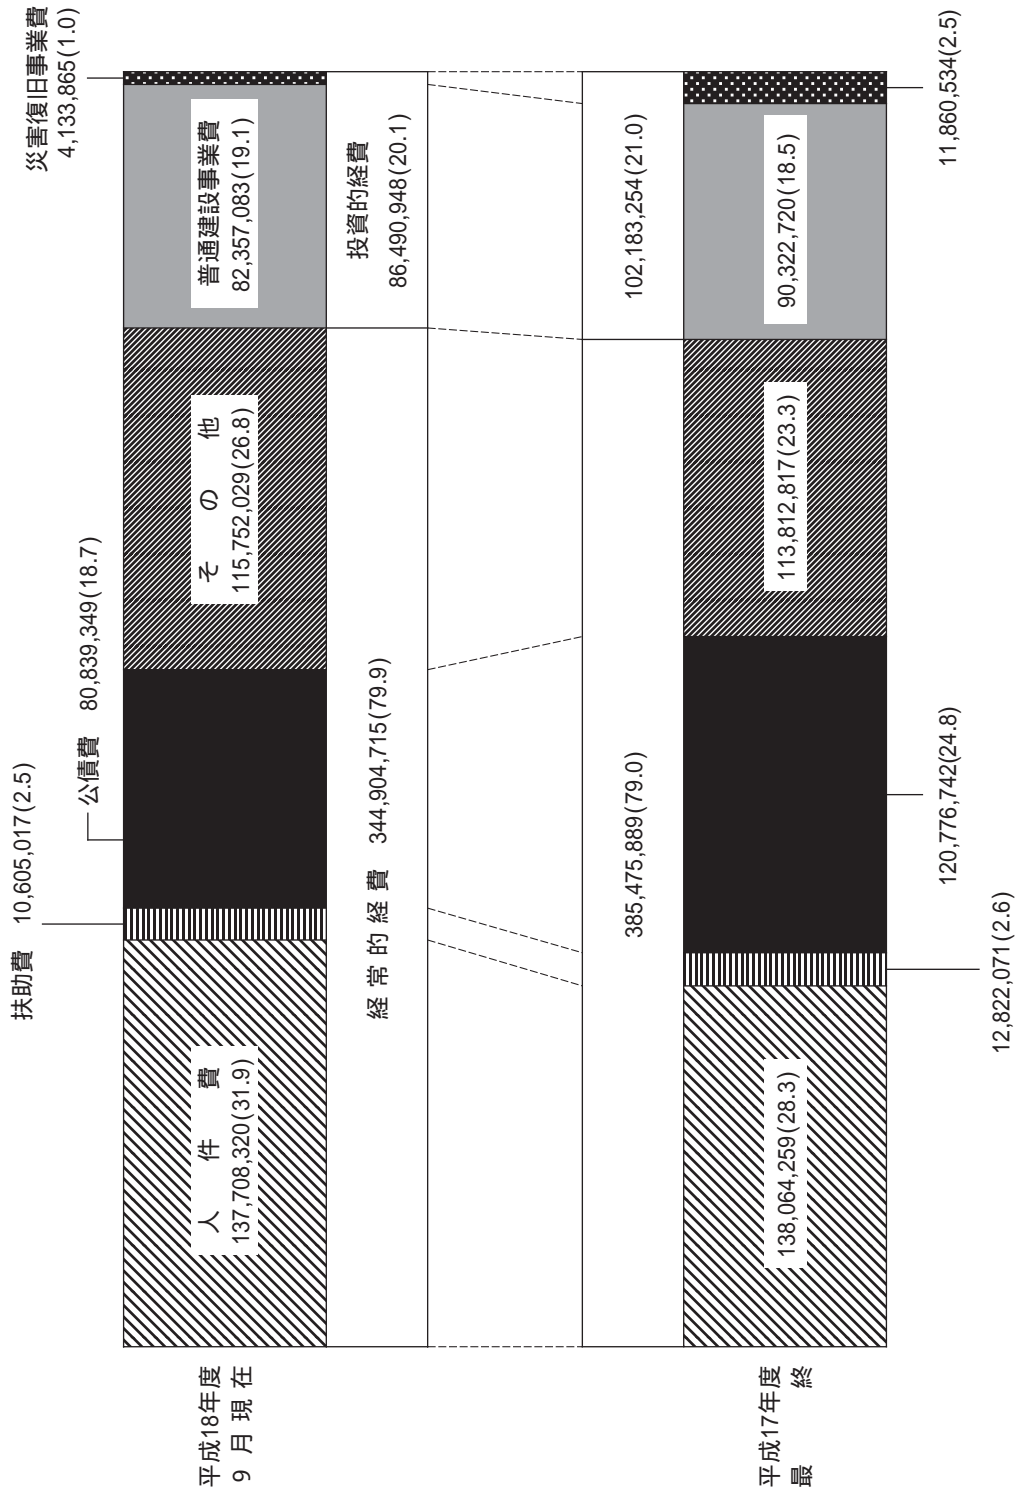 平成18年度
9月現在
人件費
137,708,320(31.9)
扶助費 10,605,017(2.5)
公債費 80,839,349(18.7)
その他
115,752,029(26.8)
普通建設事業費
82,357,083(19.1)
災害復旧事業費
4,133,865(1.0)
経常的経費 344,904,715(79.9)
投資的経費
86,490,948(20.1)
385,475,889(79.0)
102,183,254(21.0)
平成17年度
最終
138,064,259(28.3)
12,822,071(2.6)
120,776,742(24.8)
113,812,817(23.3)
90,322,720(18.5)
11,860,534(2.5)